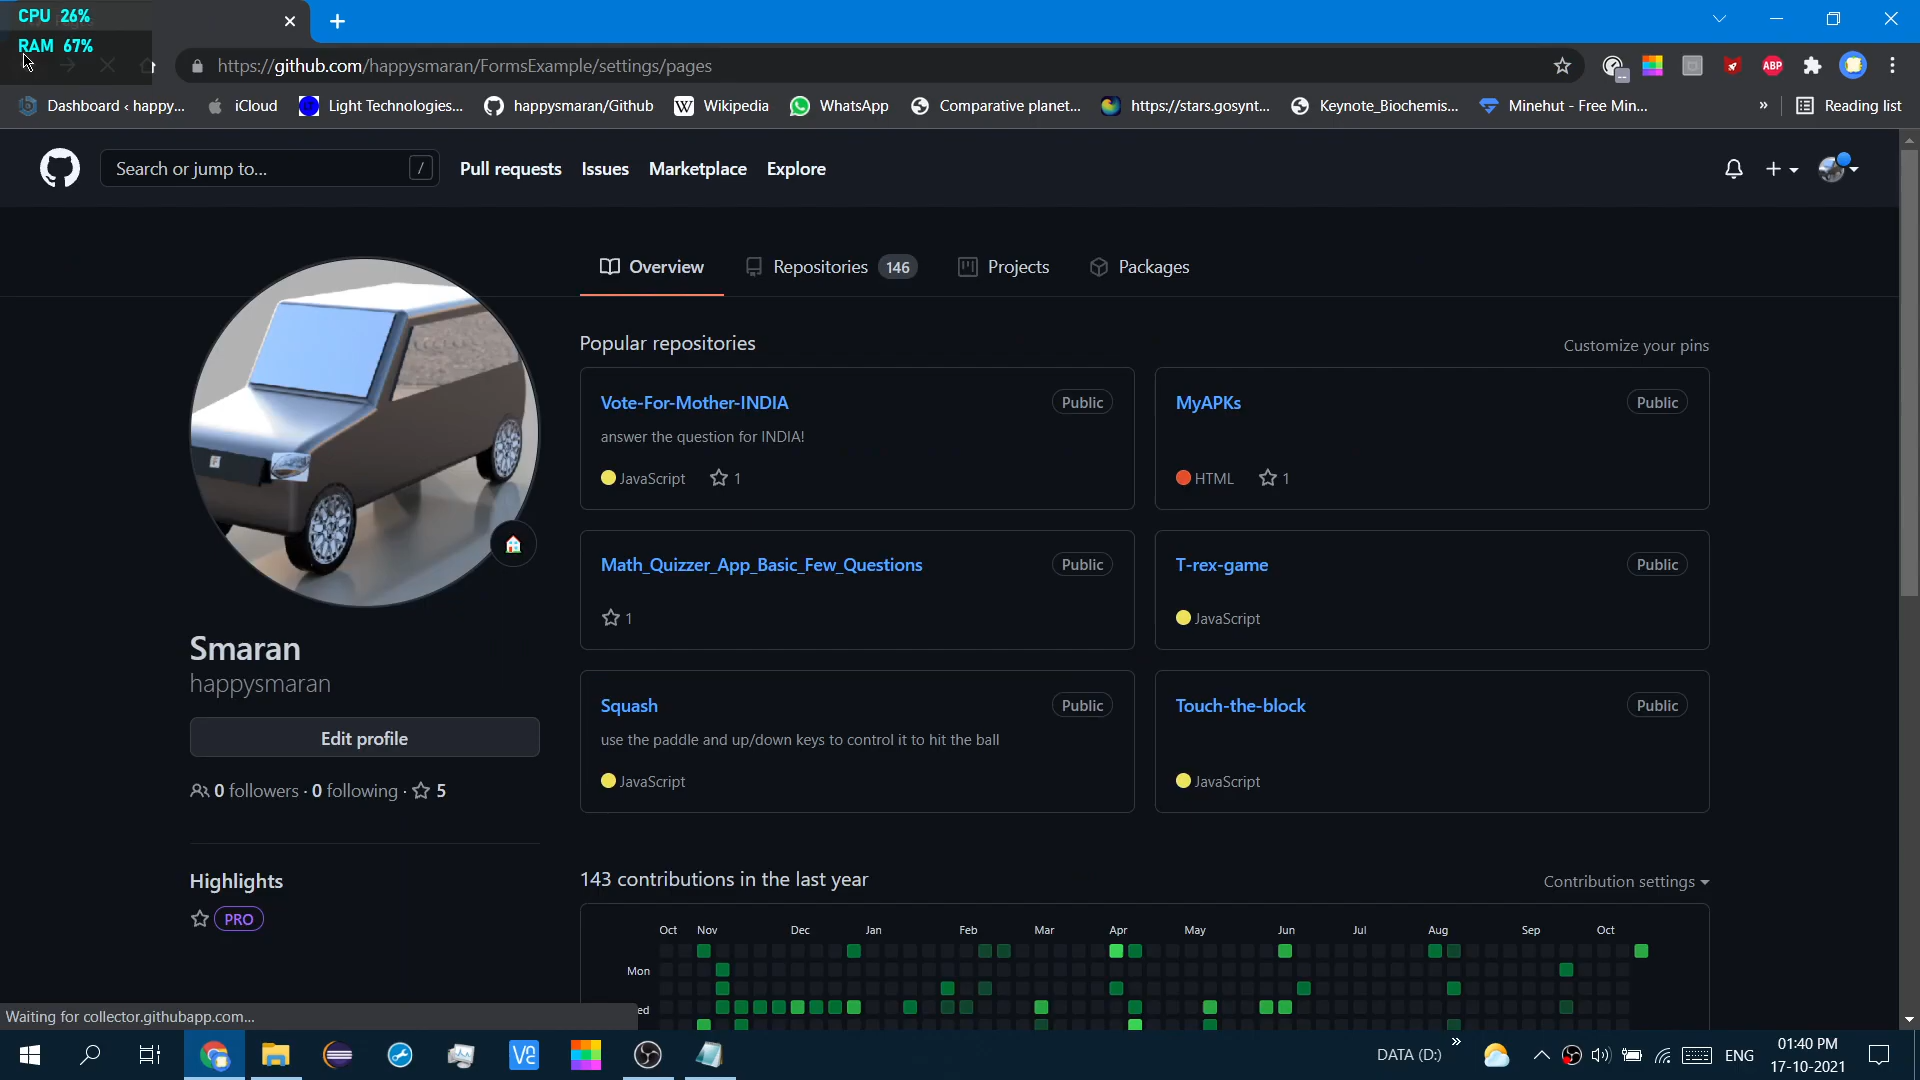 CPU 26%
RAM 67%
https://github.com/happysmaran/FormsExample/settings/pages
ABP
Dashboard ‹ happy...
iCloud
Light Technologies...
happysmaran/Github
W Wikipedia
WhatsApp
Comparative planet...
https://stars.gosynt...
Keynote_Biochemis...
Minehut - Free Min...
»
Reading list
Search or jump to...
/
Pull requests
Issues
Marketplace
Explore
Overview
Repositories 146
Projects
Packages
Popular repositories
Customize your pins
Vote-For-Mother-INDIA
Public
answer the question for INDIA!
JavaScript
1
MyAPKs
Public
HTML
1
Math_Quizzer_App_Basic_Few_Questions
Public
1
T-rex-game
Public
JavaScript
Squash
Public
use the paddle and up/down keys to control it to hit the ball
JavaScript
Touch-the-block
Public
JavaScript
Smaran
happysmaran
Edit profile
0 followers · 0 following · 5
Highlights
PRO
143 contributions in the last year
Contribution settings
Oct Nov Dec Jan Feb Mar Apr May Jun Jul Aug Sep Oct
Mon
ed
Waiting for collector.githubapp.com...
DATA (D:)
»
ENG
01:40 PM
17-10-2021